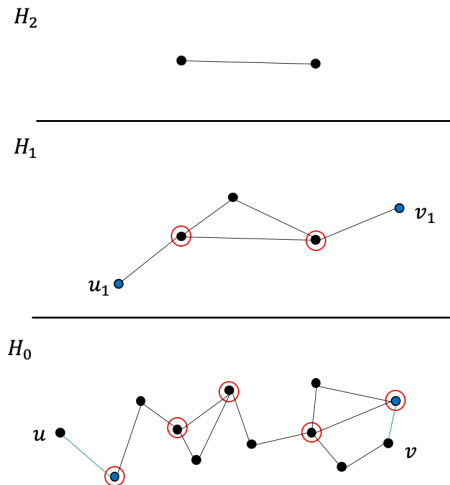 H₂
H₁
v₁
u₁
H₀
u
v